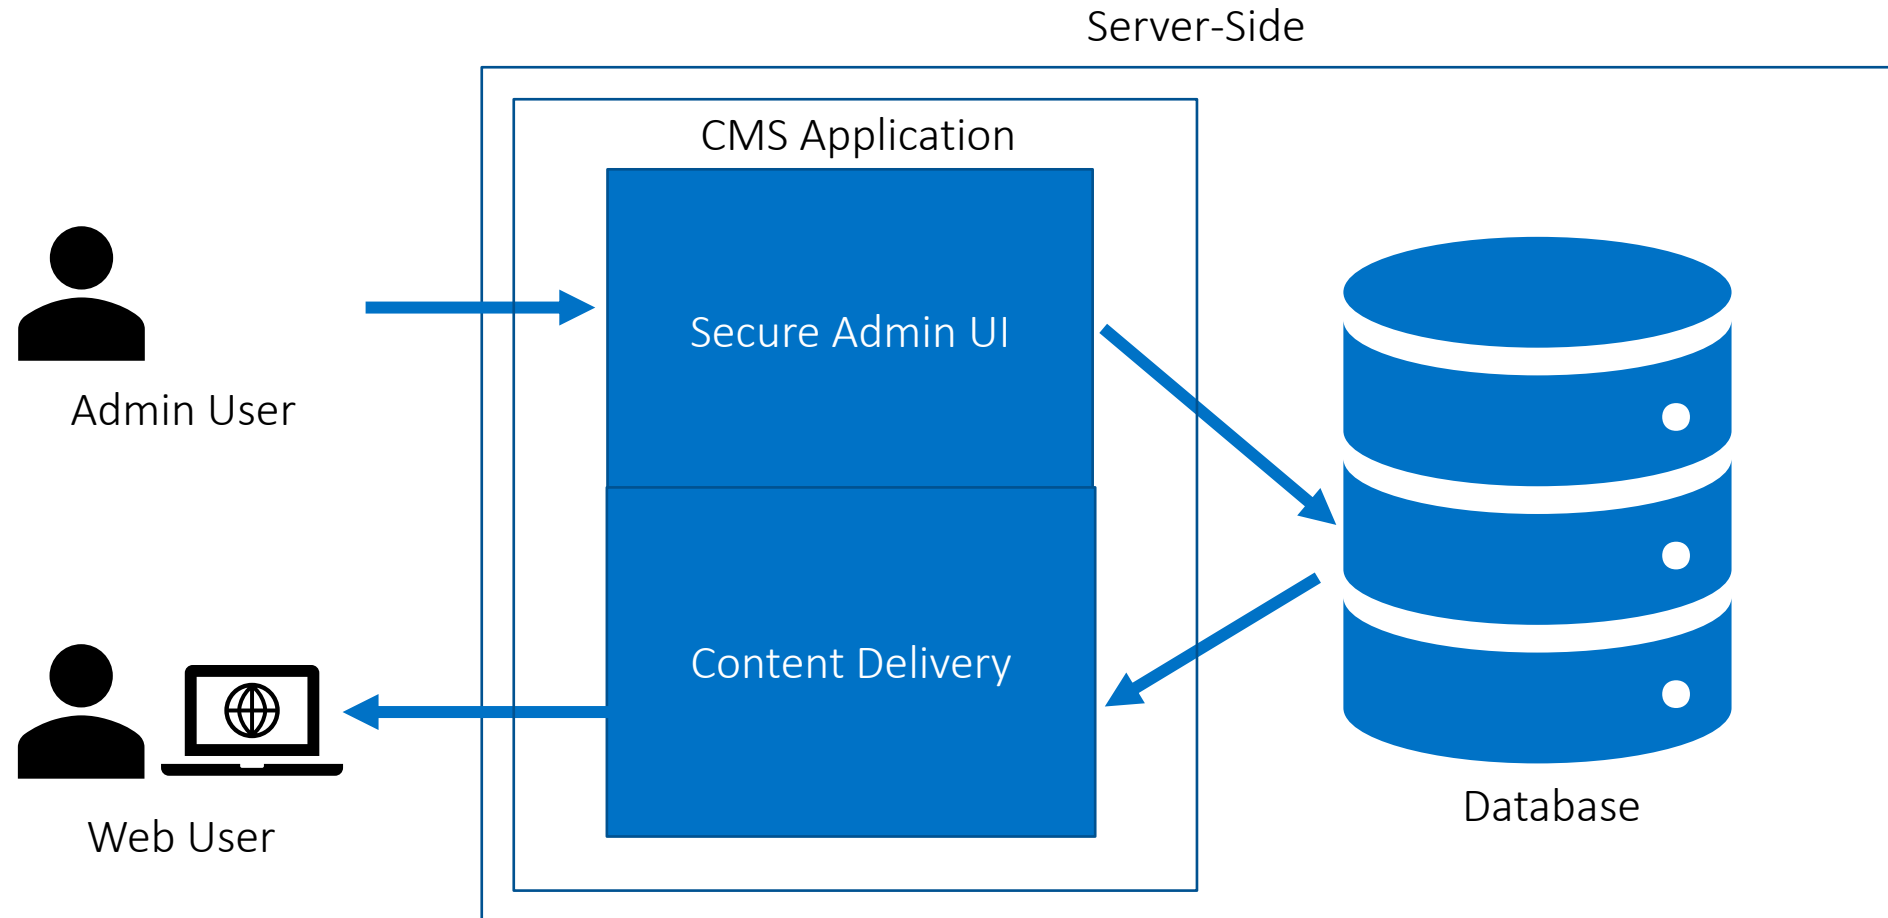 Server-Side
CMS Application
Secure Admin UI
Admin User
Content Delivery
Database
Web User